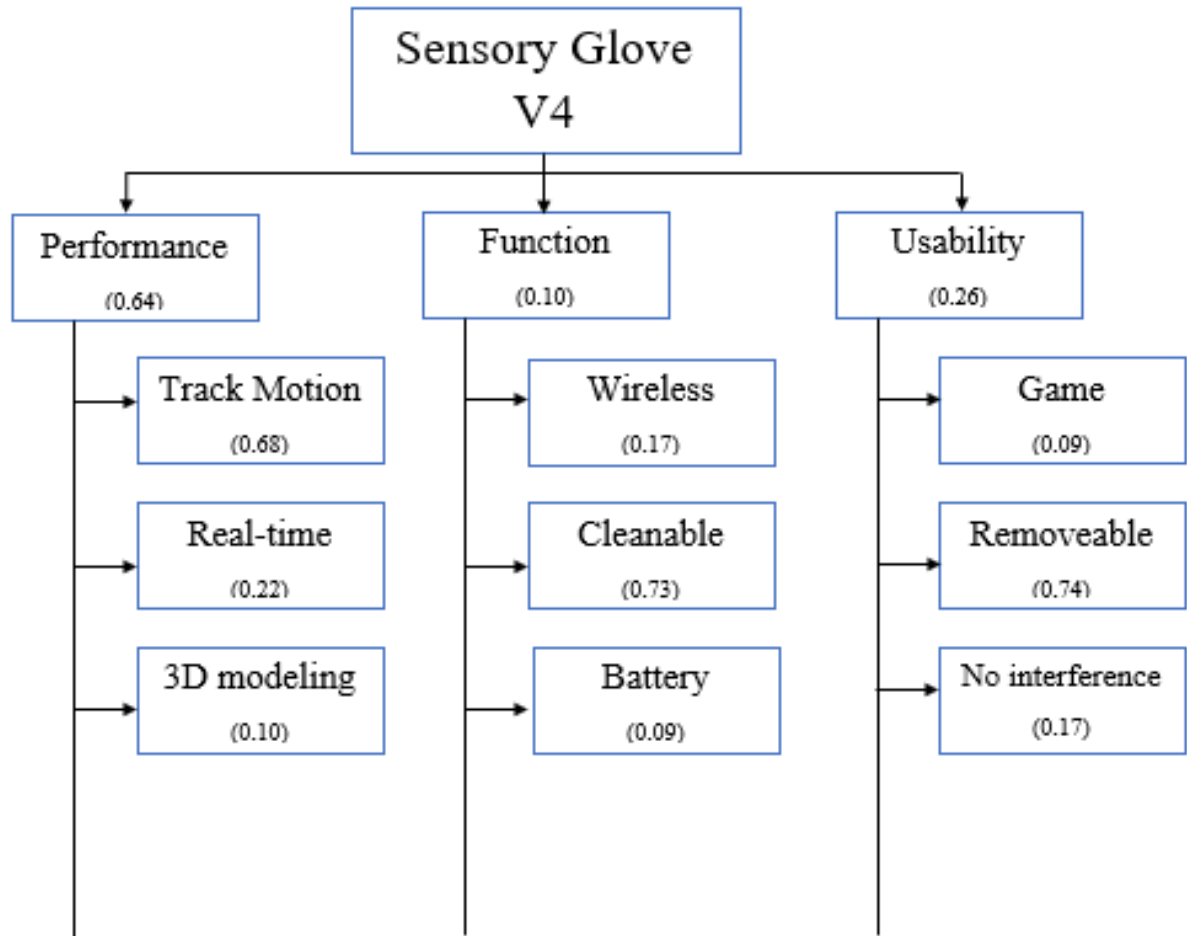 Sensory Glove
V4
Performance
(0.64)
Function
(0.10)
Usability
(0.26)
Track Motion
(0.68)
Real-time
(0.22)
3D modeling
(0.10)
Wireless
(0.17)
Cleanable
(0.73)
Battery
(0.09)
Game
(0.09)
Removeable
(0.74)
No interference
(0.17)